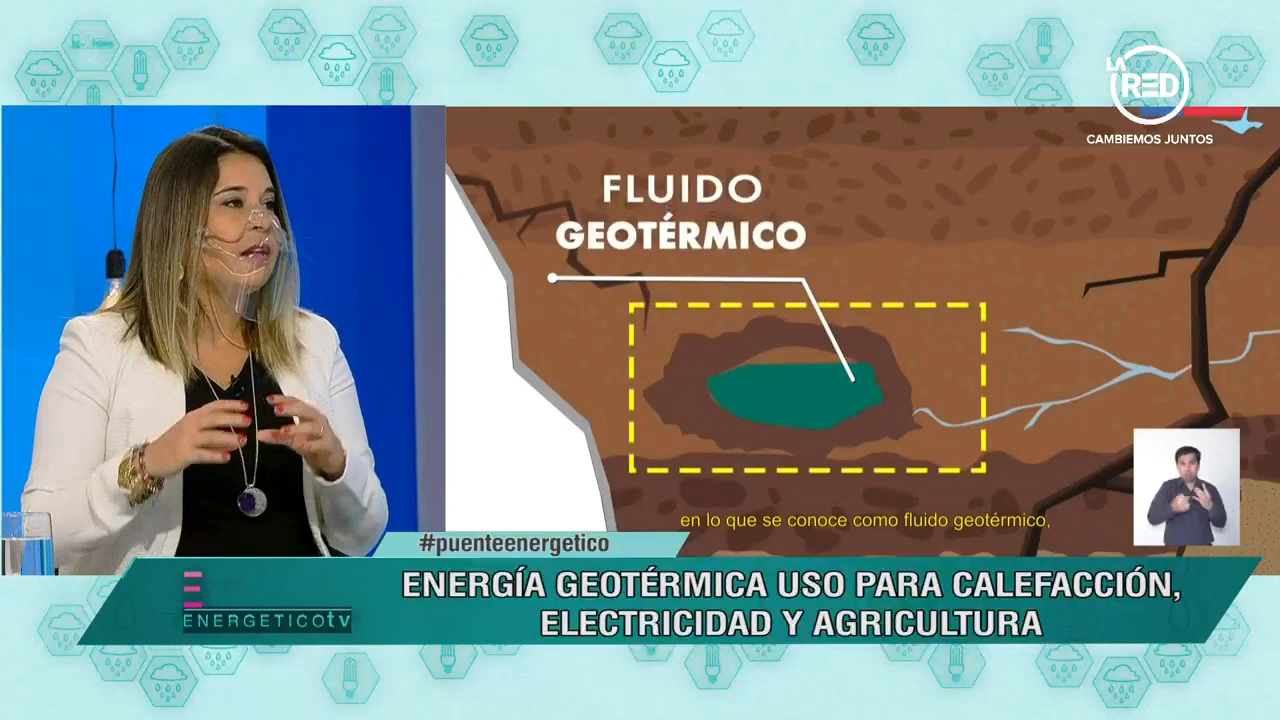 LA
RED
CAMBIEMOS JUNTOS
FLUIDO
GEOTÉRMICO
en lo que se conoce como fluido geotérmico,
#puenteenergetico
E
ENERGETICOtv
ENERGÍA GEOTÉRMICA USO PARA CALEFACCIÓN,
ELECTRICIDAD Y AGRICULTURA